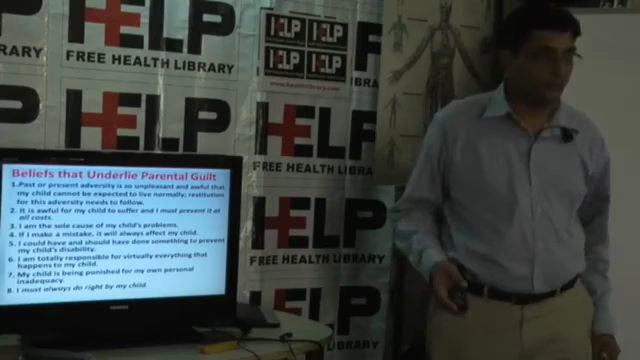 HELP
HELP
HELP HELP
HELP HELP
ARY
FREE HEALTH LIBRARY
www.healthlibrary.com
HELP
FREE HEALTH LIBRA
HELP
FREE HEALTH LIBRARY
HELP
LIBRARY
Beliefs that Underlie Parental Guilt
1.Past or present adversity is so unpleasant and awful that
my child cannot be expected to live normally; restitution
for this adversity needs to follow.
2. It is awful for my child to suffer and I must prevent it at
all costs.
3. I am the sole cause of my child's problems.
4. If I make a mistake, it will always affect my child.
5. I could have and should have done something to prevent
my child's disability.
6. I am totally responsible for virtually everything that
happens to my child.
7. My child is being punished for my own personal
inadequacy.
8. I must always do right by my child.